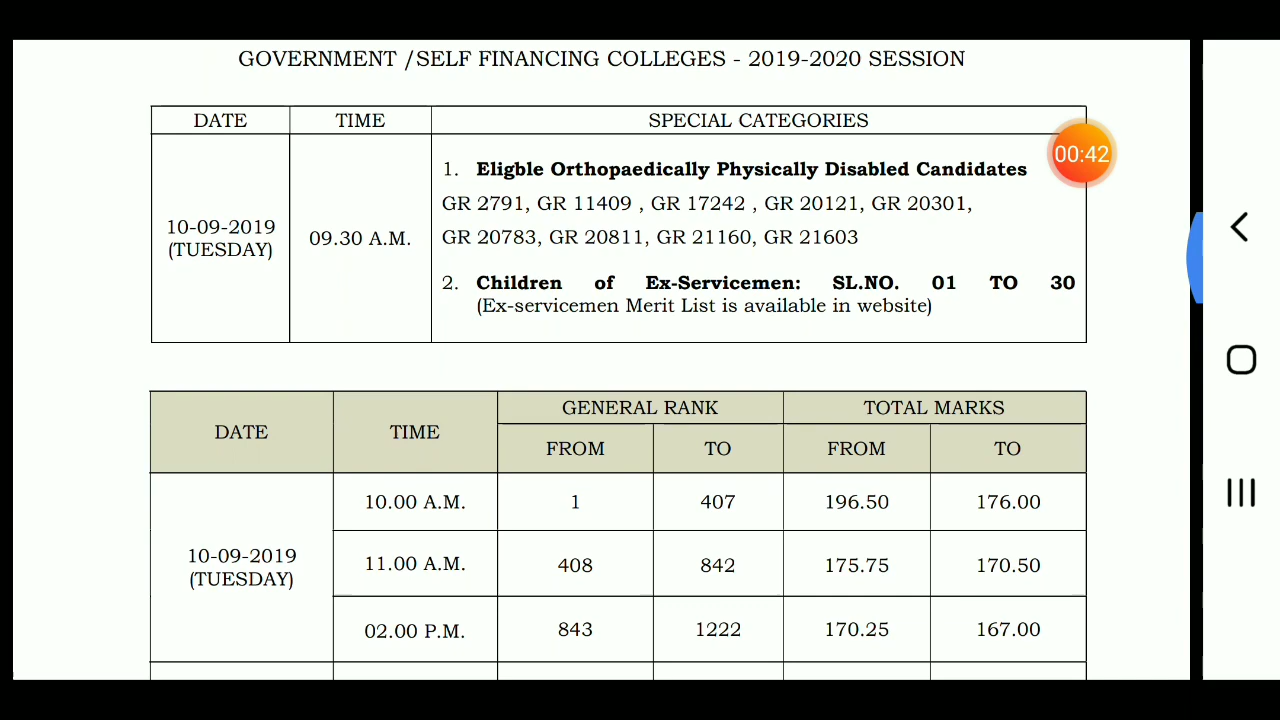 GOVERNMENT /SELF FINANCING COLLEGES - 2019-2020 SESSION
DATE TIME SPECIAL CATEGORIES
10-09-2019
(TUESDAY)
09.30 A.M.
1. Eligble Orthopaedically Physically Disabled Candidates
GR 2791, GR 11409 , GR 17242 , GR 20121, GR 20301,
GR 20783, GR 20811, GR 21160, GR 21603
2. Children of Ex-Servicemen: SL.NO. 01 TO 30
(Ex-servicemen Merit List is available in website)
00:42
DATE TIME GENERAL RANK TOTAL MARKS
FROM TO FROM TO
10-09-2019
(TUESDAY)
10.00 A.M. 1 407 196.50 176.00
11.00 A.M. 408 842 175.75 170.50
02.00 P.M. 843 1222 170.25 167.00